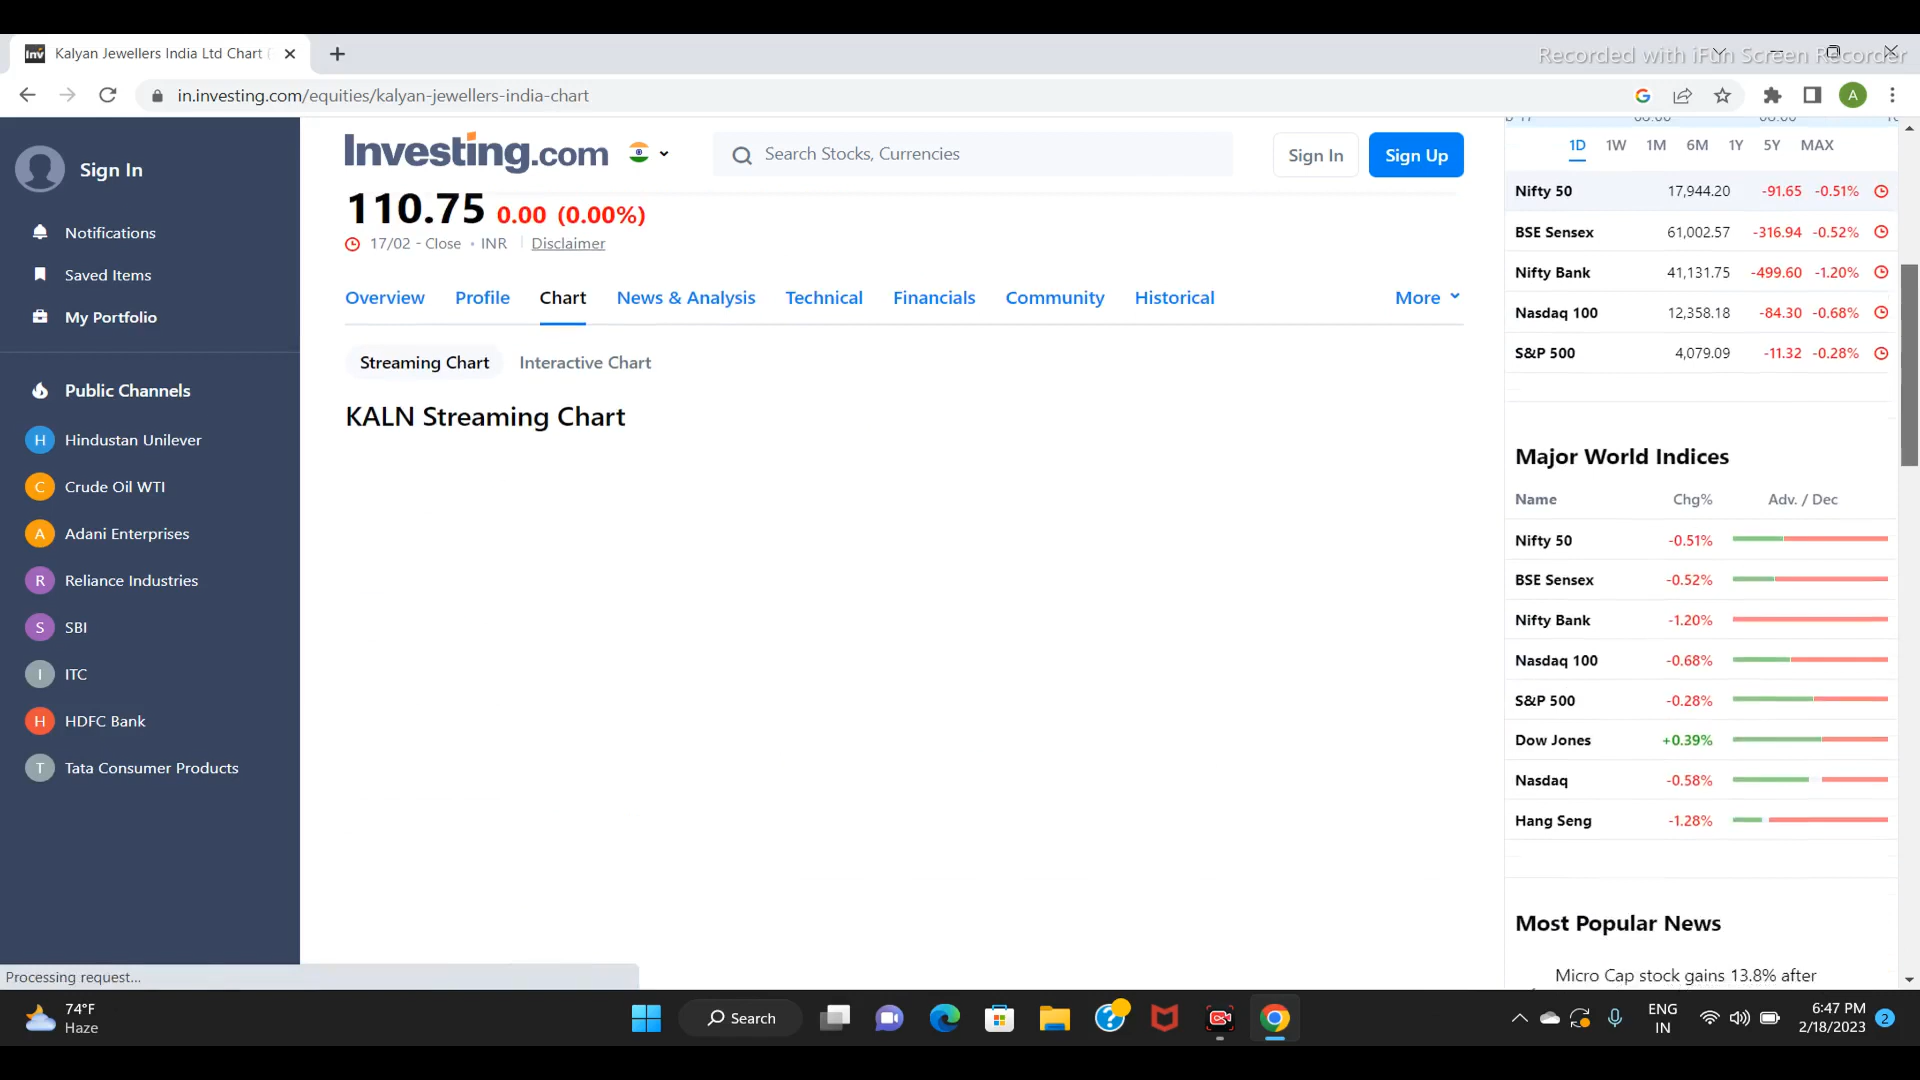 Inv Kalyan Jewellers India Ltd Chart
Recorded with iFun Screen Recorder
in.investing.com/equities/kalyan-jewellers-india-chart
G
A
Sign In
Notifications
Saved Items
My Portfolio
Public Channels
H Hindustan Unilever
C Crude Oil WTI
A Adani Enterprises
R Reliance Industries
S SBI
I ITC
H HDFC Bank
T Tata Consumer Products
Processing request...
Investing.com
Search Stocks, Currencies
Sign In
Sign Up
110.75 0.00 (0.00%)
17/02 - Close • INR Disclaimer
Overview Profile Chart News & Analysis Technical Financials Community Historical More
Streaming Chart Interactive Chart
KALN Streaming Chart
1D 1W 1M 6M 1Y 5Y MAX
Nifty 50 17,944.20 -91.65 -0.51%
BSE Sensex 61,002.57 -316.94 -0.52%
Nifty Bank 41,131.75 -499.60 -1.20%
Nasdaq 100 12,358.18 -84.30 -0.68%
S&P 500 4,079.09 -11.32 -0.28%
Major World Indices
Name Chg% Adv. / Dec
Nifty 50 -0.51%
BSE Sensex -0.52%
Nifty Bank -1.20%
Nasdaq 100 -0.68%
S&P 500 -0.28%
Dow Jones +0.39%
Nasdaq -0.58%
Hang Seng -1.28%
Most Popular News
Micro Cap stock gains 13.8% after
74°F
Haze
Search
ENG
IN
6:47 PM
2/18/2023
2